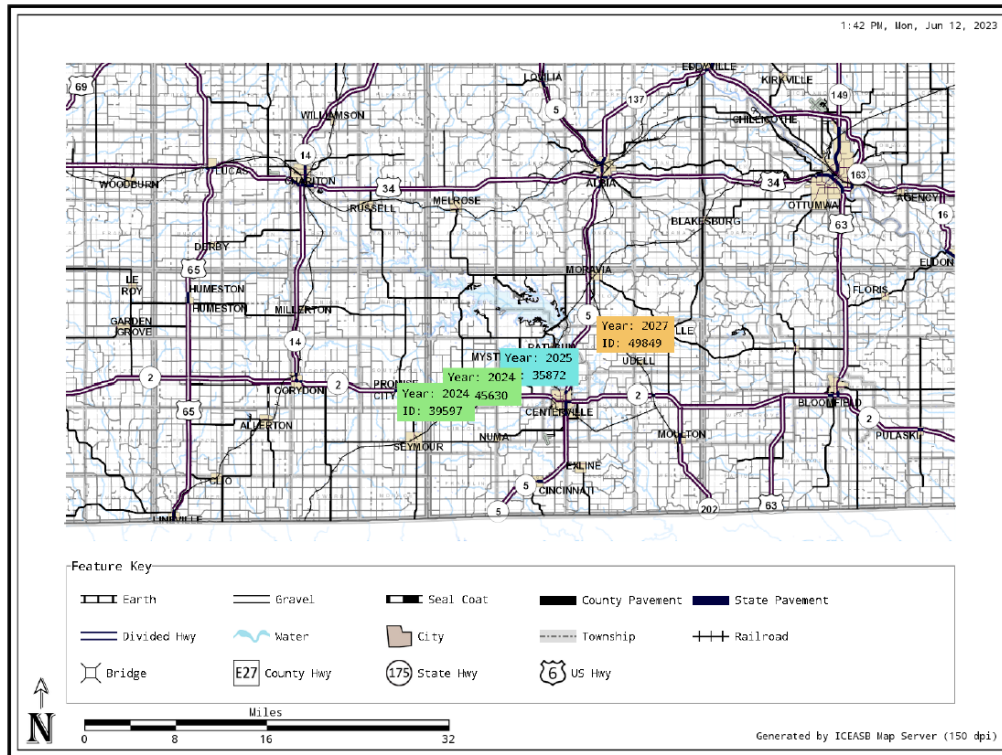 1:42 PM, Mon, Jun 12, 2023
69
LOVILIA
EDDYVILLE
KIRKVILLE
137
149
5
WILLIAMSON
CHILLICOTHE
14
LUCAS
163
WOODBURN
CHARITON
34
ALBIA
34
AGENCY
RUSSELL
MELROSE
OTTUMWA
16
BLAKESBURG
63
DERBY
ELDON
65
MORAVIA
LE
ROY
HUMESTON
FLORIS
HUMESTON
MILLERTON
GARDEN
GROVE
5
Year: 2027
ID: 49849
LLE
14
MYST
Year: 2025
35872
UDELL
2
CORYDON
2
PROMISE
CITY
Year: 2024
45630
Year: 2024
ID: 39597
CENTERVILLE
2
BLOOMFIELD
65
ALLERTON
SEYMOUR
NUMA
MOULTON
2
PULASKI
CLIO
EXLINE
5
CINCINNATI
LINEVILLE
5
202
63
Feature Key
Earth
Gravel
Seal Coat
County Pavement
State Pavement
Divided Hwy
Water
City
Township
Railroad
Bridge
E27
County Hwy
175
State Hwy
6
US Hwy
N
Miles
0
8
16
32
Generated by ICEASB Map Server (150 dpi)